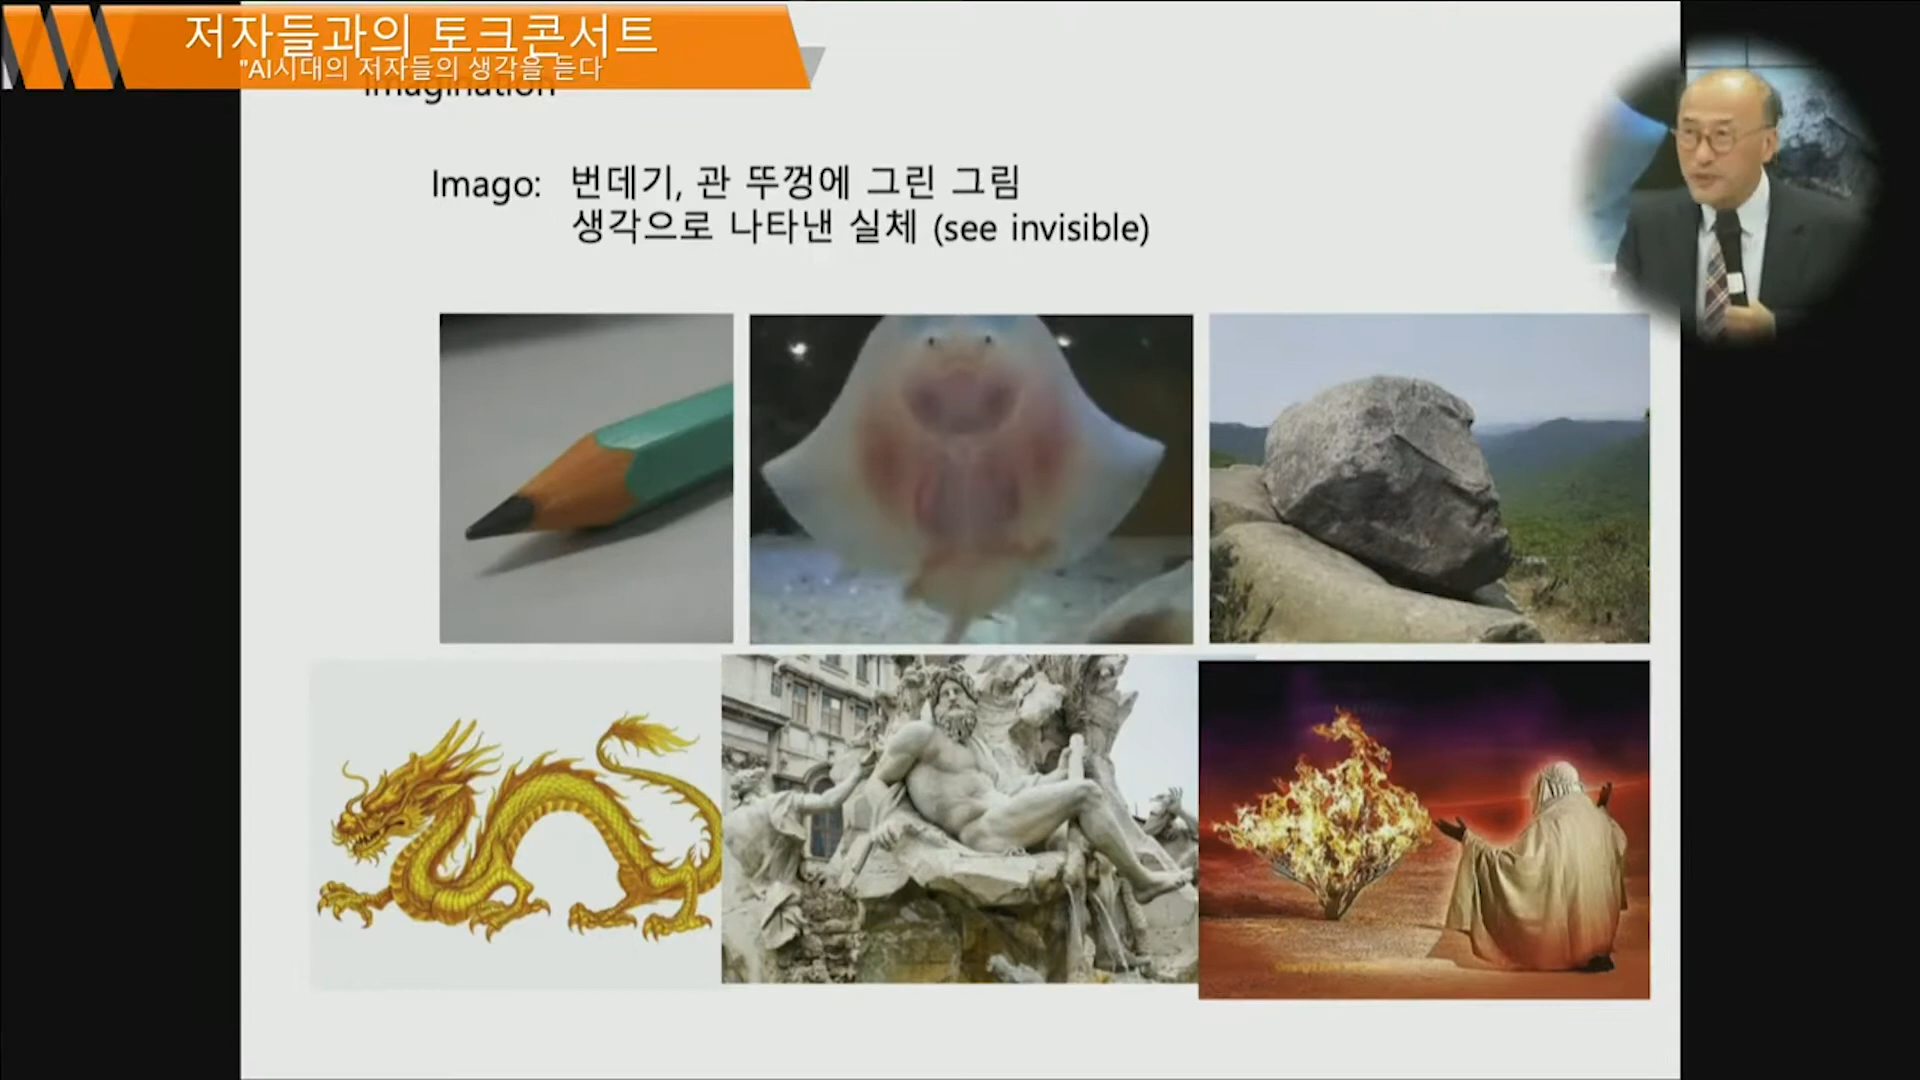 저자들과의 토크콘서트
"AI시대의 저자들의 생각을 듣다
Imagination
Imago: 번데기, 관 뚜껑에 그린 그림
생각으로 나타낸 실체 (see invisible)